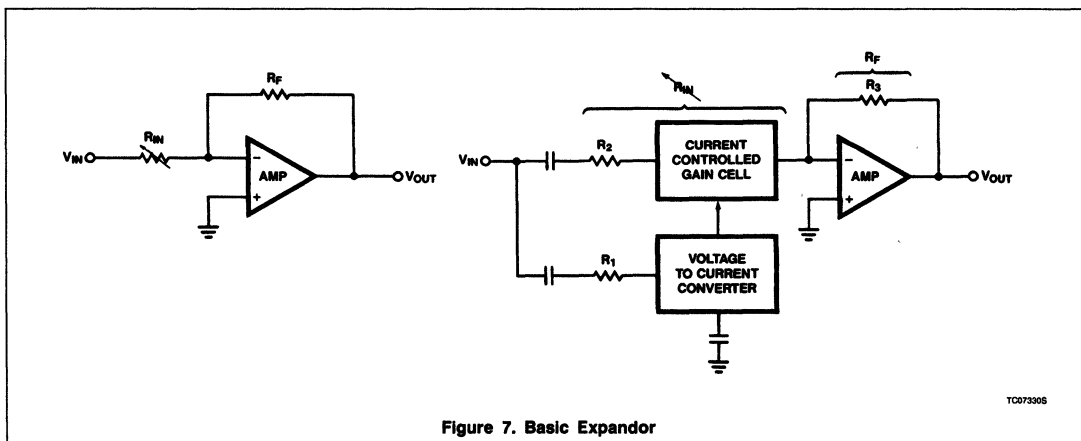 RF
RIN
VIN
−
AMP
+
VOUT
RIN
RF
R3
VIN
R2
CURRENT
CONTROLLED
GAIN CELL
−
AMP
+
VOUT
R1
VOLTAGE
TO CURRENT
CONVERTER
TC07330S
Figure 7. Basic Expandor